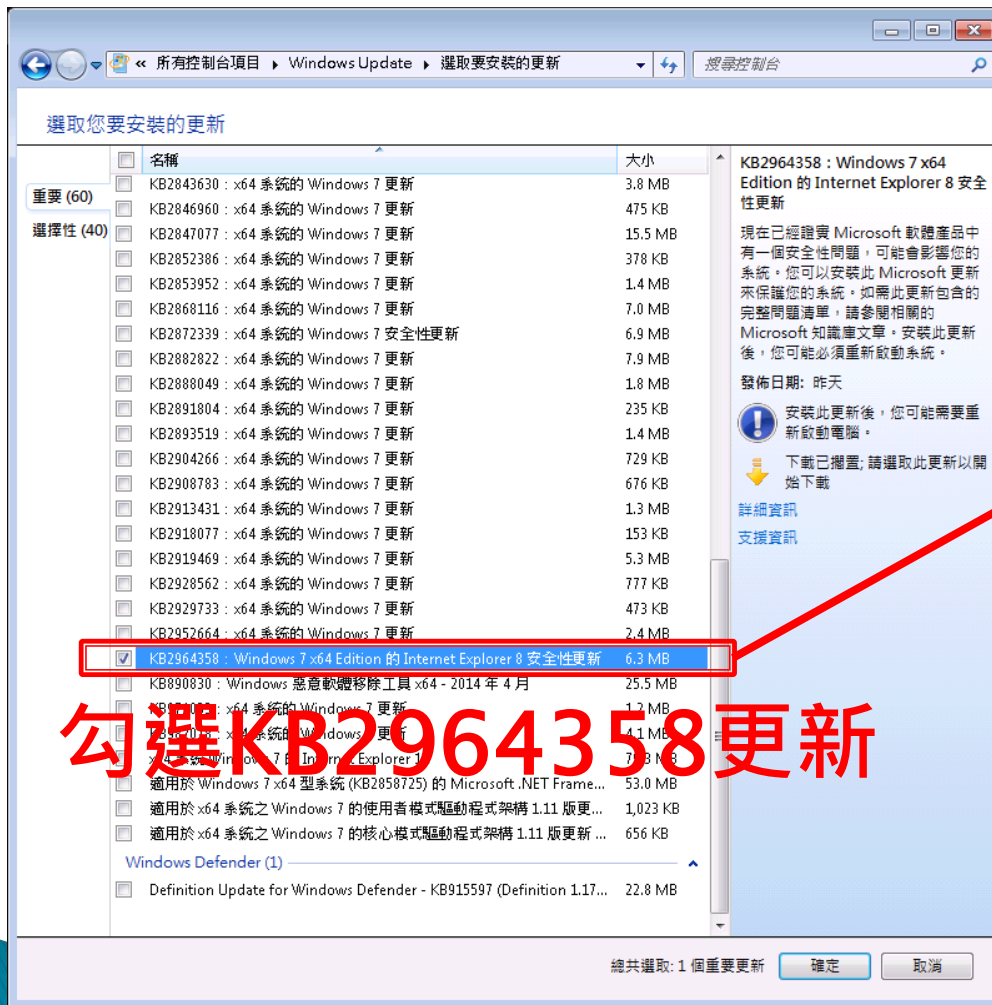 « 所有控制台項目 ▸ Windows Update ▸ 選取要安裝的更新
搜尋控制台
選取您要安裝的更新
重要 (60)
選擇性 (40)
名稱 大小
KB2843630：x64 系統的 Windows 7 更新 3.8 MB
KB2846960：x64 系統的 Windows 7 更新 475 KB
KB2847077：x64 系統的 Windows 7 更新 15.5 MB
KB2852386：x64 系統的 Windows 7 更新 378 KB
KB2853952：x64 系統的 Windows 7 更新 1.4 MB
KB2868116：x64 系統的 Windows 7 更新 7.0 MB
KB2872339：x64 系統的 Windows 7 安全性更新 6.9 MB
KB2882822：x64 系統的 Windows 7 更新 7.9 MB
KB2888049：x64 系統的 Windows 7 更新 1.8 MB
KB2891804：x64 系統的 Windows 7 更新 235 KB
KB2893519：x64 系統的 Windows 7 更新 1.4 MB
KB2904266：x64 系統的 Windows 7 更新 729 KB
KB2908783：x64 系統的 Windows 7 更新 676 KB
KB2913431：x64 系統的 Windows 7 更新 1.3 MB
KB2918077：x64 系統的 Windows 7 更新 153 KB
KB2919469：x64 系統的 Windows 7 更新 5.3 MB
KB2928562：x64 系統的 Windows 7 更新 777 KB
KB2929733：x64 系統的 Windows 7 更新 473 KB
KB2952664：x64 系統的 Windows 7 更新 2.4 MB
KB2964358：Windows 7 x64 Edition 的 Internet Explorer 8 安全性更新 6.3 MB
KB890830：Windows 惡意軟體移除工具 x64 - 2014 年 4 月 25.5 MB
系統的 Windows 7 更新 1.2 MB
勾選KB2964358更新
Windows 4.1 MB
適用於 Windows 7 x64 型系統 (KB2858725) 的 Microsoft .NET Frame... 53.0 MB
適用於 x64 系統之 Windows 7 的使用者模式驅動程式架構 1.11 版更... 1,023 KB
適用於 x64 系統之 Windows 7 的核心模式驅動程式架構 1.11 版更新 ... 656 KB
Windows Defender (1)
Definition Update for Windows Defender - KB915597 (Definition 1.17... 22.8 MB
KB2964358：Windows 7 x64
Edition 的 Internet Explorer 8 安全
性更新
現在已經證實 Microsoft 軟體產品中
有一個安全性問題，可能會影響您的
系統。您可以安裝此 Microsoft 更新
來保護您的系統。如需此更新包含的
完整問題清單，請參閱相關的
Microsoft 知識庫文章。安裝此更新
後，您可能必須重新啟動系統。
發佈日期: 昨天
安裝此更新後，您可能需要重
新啟動電腦。
下載已擱置; 請選取此更新以開
始下載
詳細資訊
支援資訊
總共選取: 1 個重要更新 確定 取消